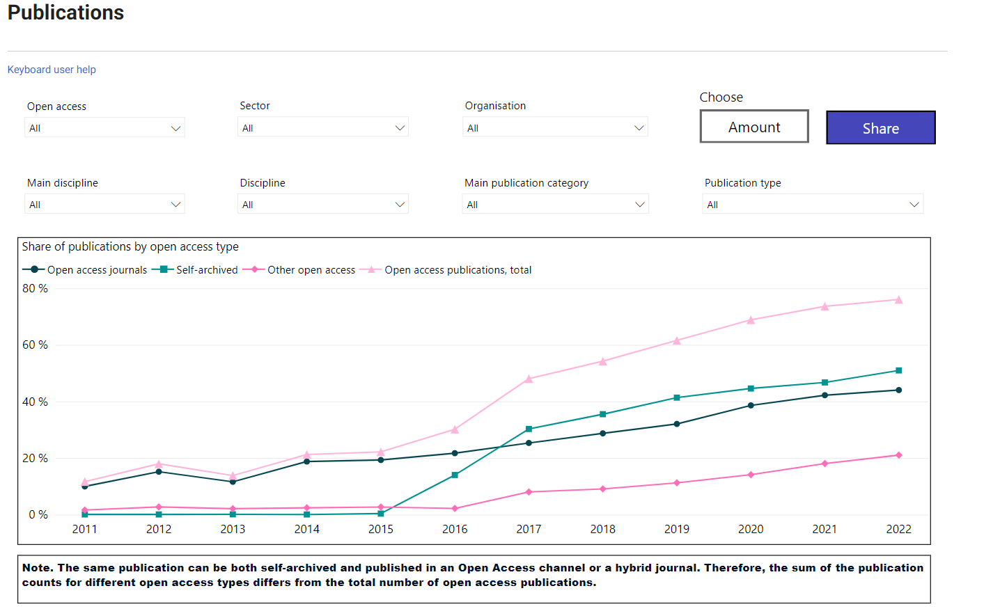 Publications
Keyboard user help
Open access
Sector
Organisation
Choose
All
All
All
Amount
Share
Main discipline
Discipline
Main publication category
Publication type
All
All
All
All
Share of publications by open access type
Open access journals Self-archived Other open access Open access publications, total
80 %
60 %
40 %
20 %
0 %
2011 2012 2013 2014 2015 2016 2017 2018 2019 2020 2021 2022
Note. The same publication can be both self-archived and published in an Open Access channel or a hybrid journal. Therefore, the sum of the publication
counts for different open access types differs from the total number of open access publications.